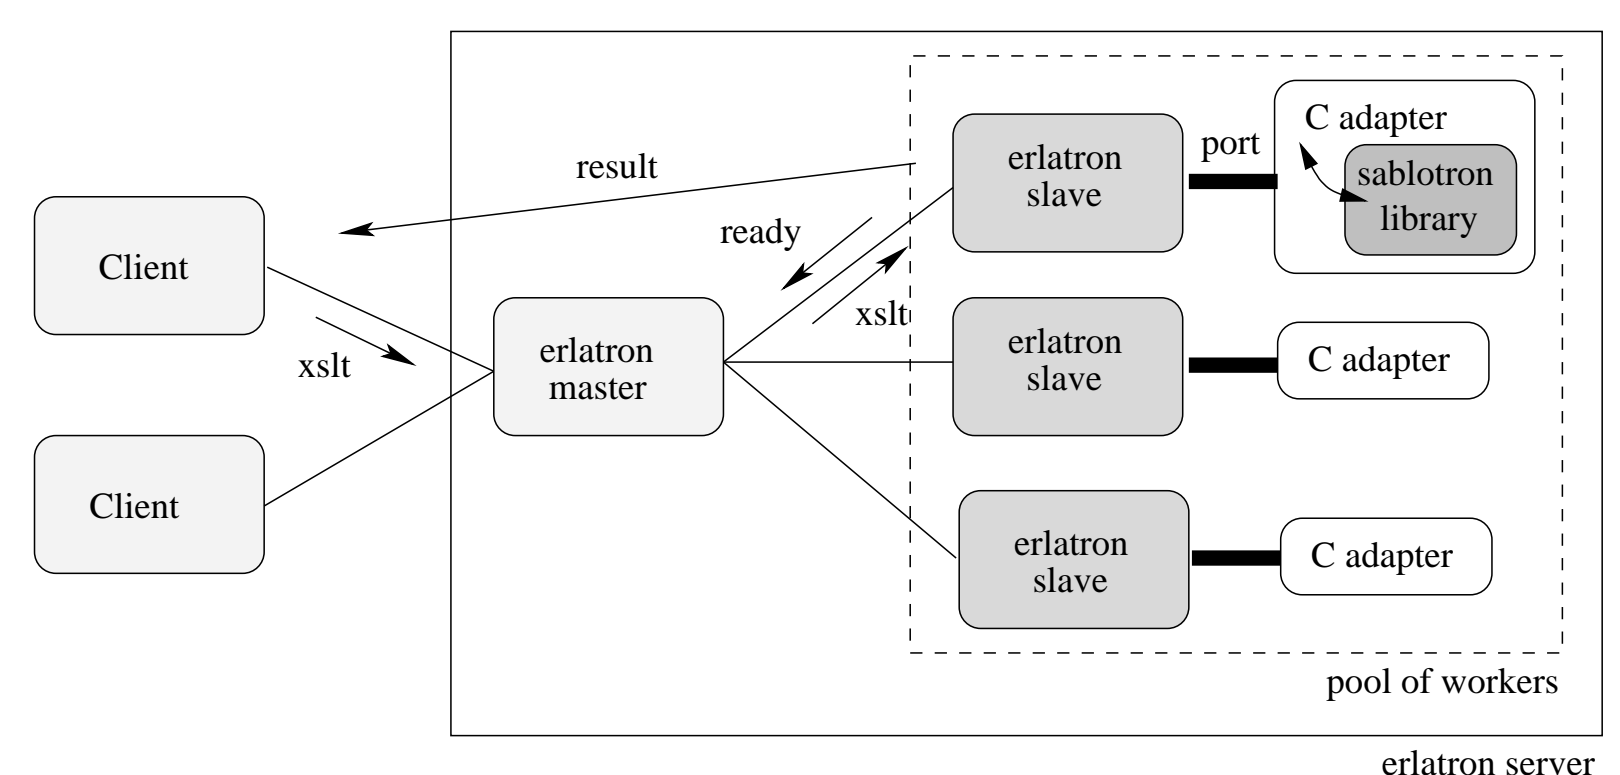 C adapter
port
erlatron
slave
sablotron
library
result
ready
Client
xslt
erlatron
slave
C adapter
erlatron
master
xslt
Client
erlatron
slave
C adapter
pool of workers
erlatron server